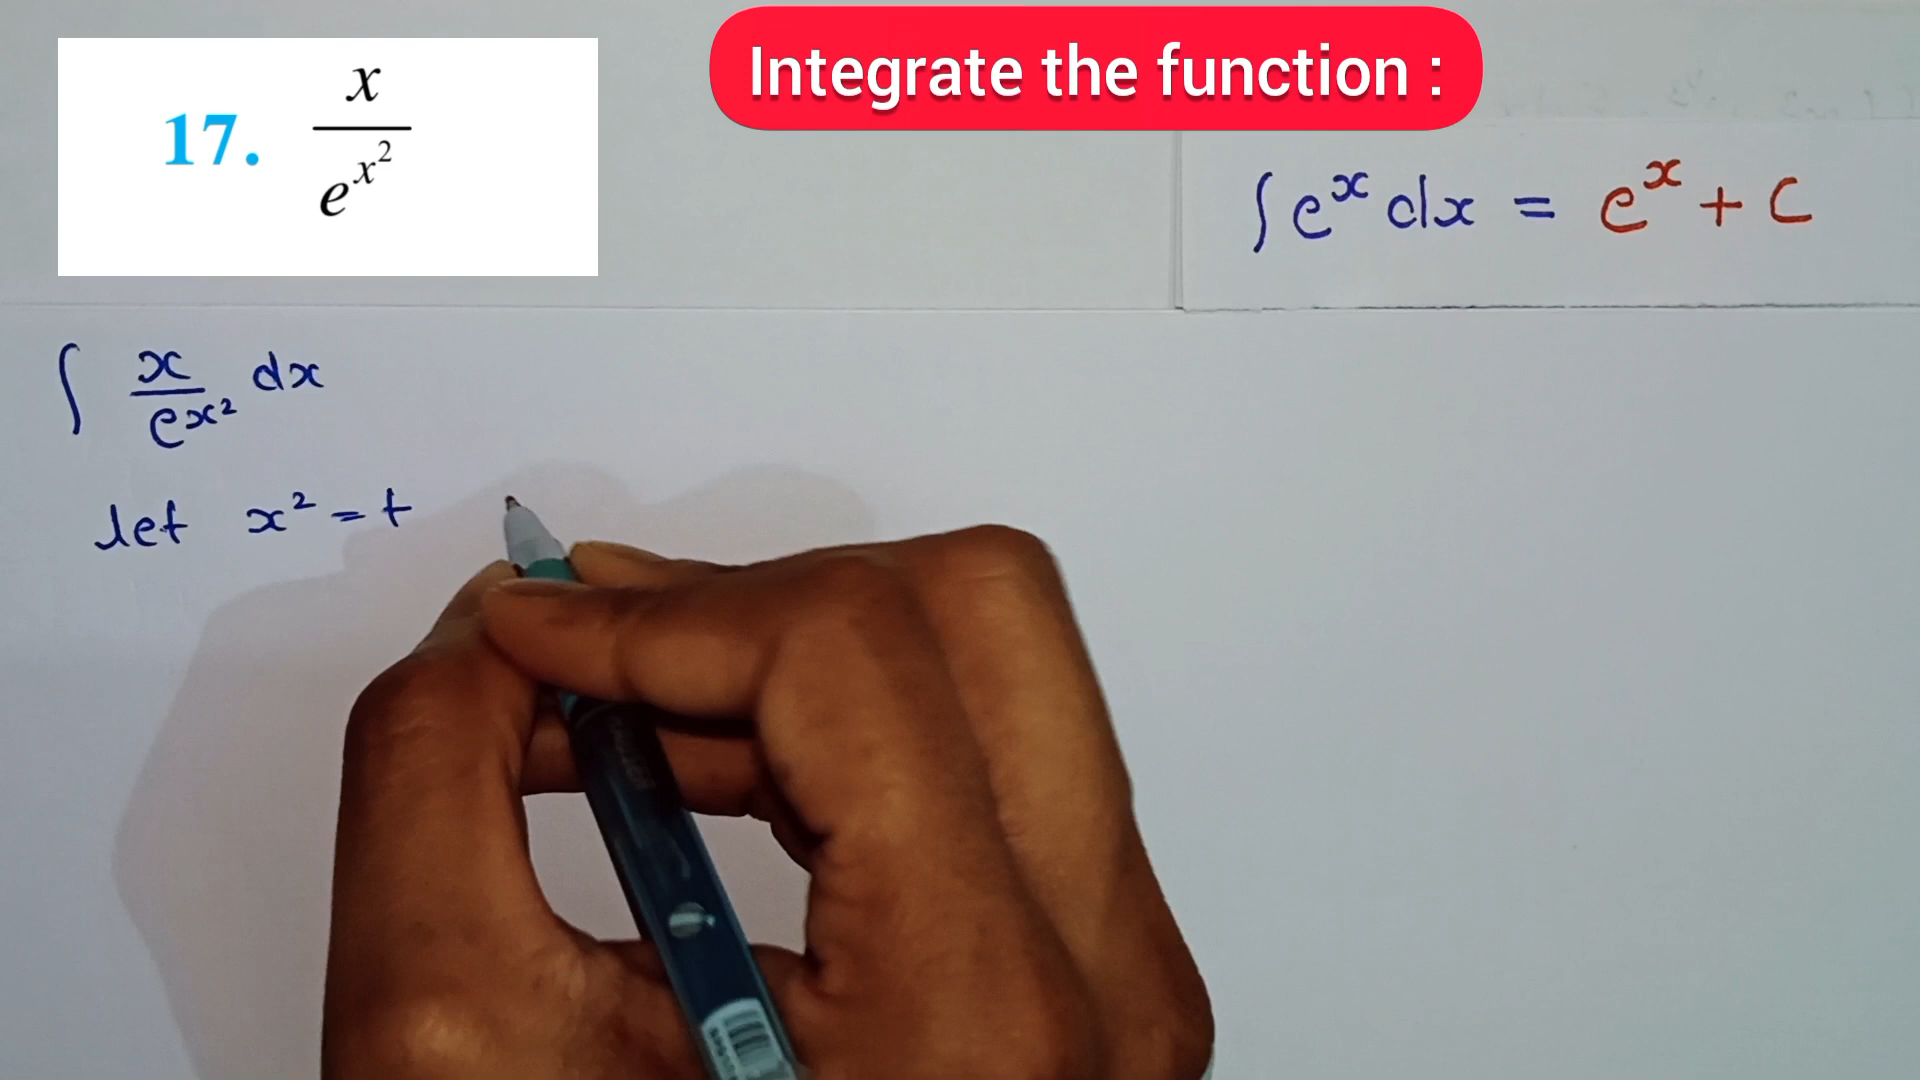 Integrate the function :
17. x / e^x^2
∫ e^x dx = e^x + c
∫ x / e^x^2 dx
let x^2 = t